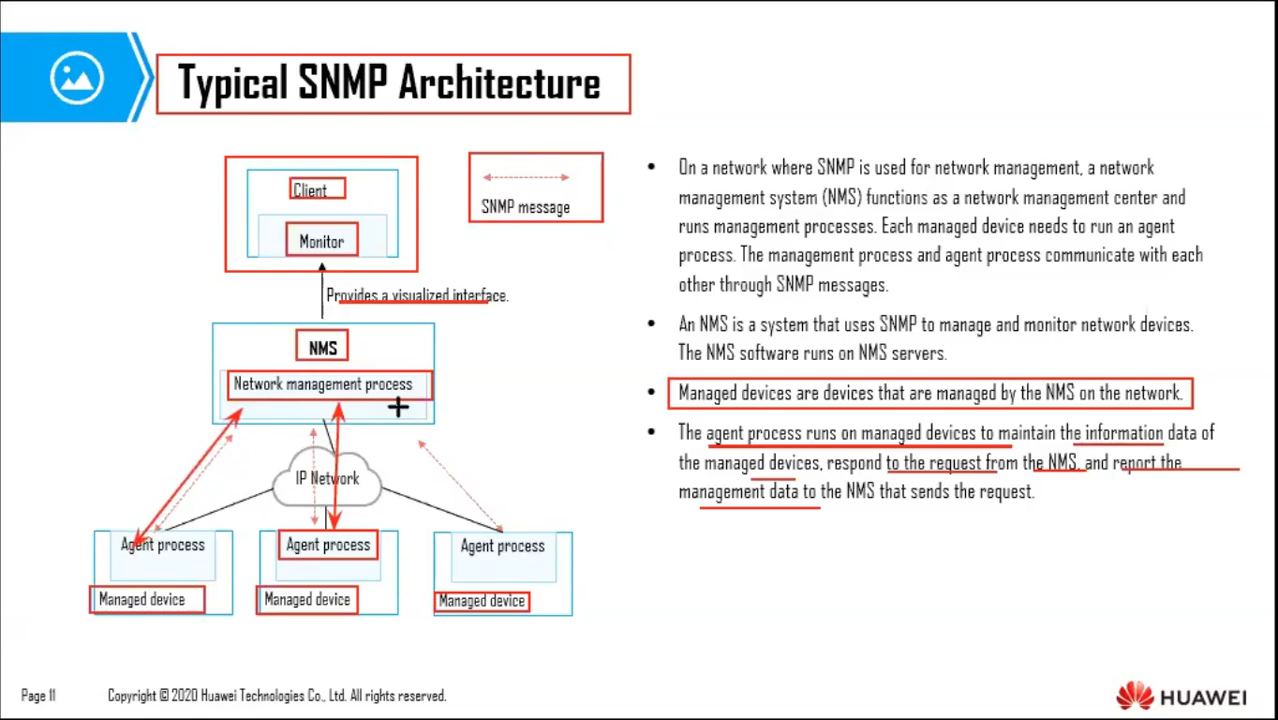 Typical SNMP Architecture
Client
Monitor
SNMP message
Provides a visualized interface.
NMS
Network management process
IP Network
Agent process
Agent process
Agent process
Managed device
Managed device
Managed device
• On a network where SNMP is used for network management, a network
management system (NMS) functions as a network management center and
runs management processes. Each managed device needs to run an agent
process. The management process and agent process communicate with each
other through SNMP messages.
• An NMS is a system that uses SNMP to manage and monitor network devices.
The NMS software runs on NMS servers.
• Managed devices are devices that are managed by the NMS on the network.
• The agent process runs on managed devices to maintain the information data of
the managed devices, respond to the request from the NMS, and report the
management data to the NMS that sends the request.
Page 11
Copyright © 2020 Huawei Technologies Co., Ltd. All rights reserved.
HUAWEI